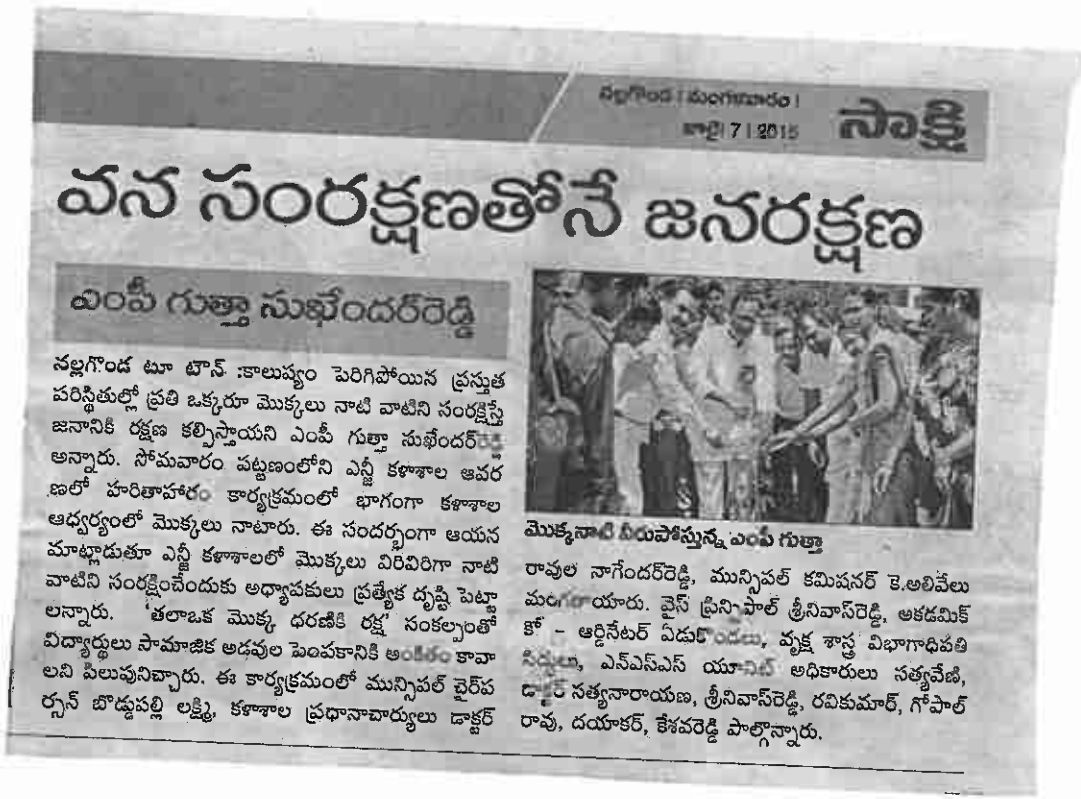 నల్లగొండ | మంగళవారం |
జూలై 7 | 2015
సాక్షి
వన సంరక్షణతోనే జనరక్షణ
ఎంపీ గుత్తా సుఖేందర్‌రెడ్డి
నల్లగొండ టూ టౌన్ :కాలుష్యం పెరిగిపోయిన ప్రస్తుత
పరిస్థితుల్లో ప్రతి ఒక్కరూ మొక్కలు నాటి వాటిని సంరక్షిస్తే
జనానికి రక్షణ కల్పిస్తాయని ఎంపీ గుత్తా సుఖేందర్‌రెడ్డి
అన్నారు. సోమవారం పట్టణంలోని ఎన్జీ కళాశాల ఆవర
ణలో హరితాహారం కార్యక్రమంలో భాగంగా కళాశాల
ఆధ్వర్యంలో మొక్కలు నాటారు. ఈ సందర్భంగా ఆయన
మాట్లాడుతూ ఎన్జీ కళాశాలలో మొక్కలు విరివిరిగా నాటి
వాటిని సంరక్షించేందుకు అధ్యాపకులు ప్రత్యేక దృష్టి పెట్టా
లన్నారు. 'తలాఒక మొక్క ధరణికి రక్ష' సంకల్పంతో
విద్యార్థులు సామాజిక అడవుల పెంపకానికి అంకితం కావా
లని పిలుపునిచ్చారు. ఈ కార్యక్రమంలో మున్సిపల్ చైర్‌ప
ర్సన్ బొడ్డుపల్లి లక్ష్మి, కళాశాల ప్రధానాచార్యులు డాక్టర్
మొక్కనాటి నీరుపోస్తున్న ఎంపీ గుత్తా
రావుల నాగేందర్‌రెడ్డి, మున్సిపల్ కమిషనర్ కె.అలివేలు
మంగతాయారు. వైస్ ప్రిన్సిపాల్ శ్రీనివాస్‌రెడ్డి, అకడమిక్
కో - ఆర్డినేటర్ ఏడుకొండలు, వృక్ష శాస్త్ర విభాగాధిపతి
ఎన్ఎస్ఎస్ యూనిట్ అధికారులు సత్యవేణి,
డాక్టర్ సత్యనారాయణ, శ్రీనివాస్‌రెడ్డి, రవికుమార్, గోపాల్
రావు, దయాకర్, కేశవరెడ్డి పాల్గొన్నారు.